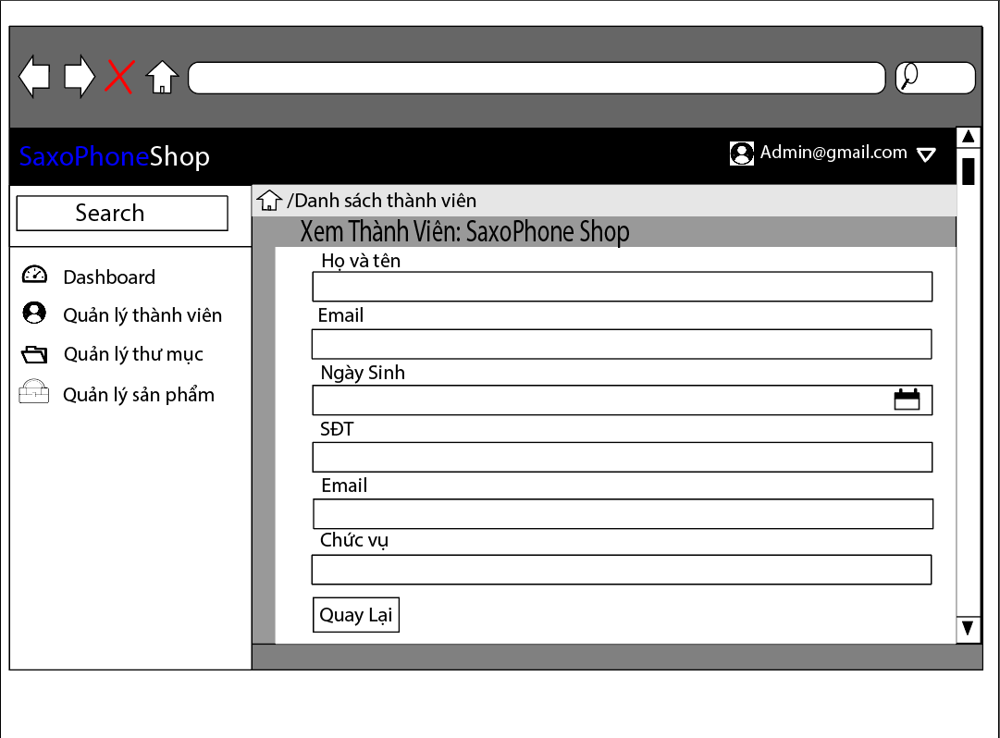 SaxoPhoneShop
Admin@gmail.com
Search
/Danh sách thành viên
Xem Thành Viên: SaxoPhone Shop
Dashboard
Quản lý thành viên
Quản lý thư mục
Quản lý sản phẩm
Họ và tên
Email
Ngày Sinh
SĐT
Email
Chức vụ
Quay Lại